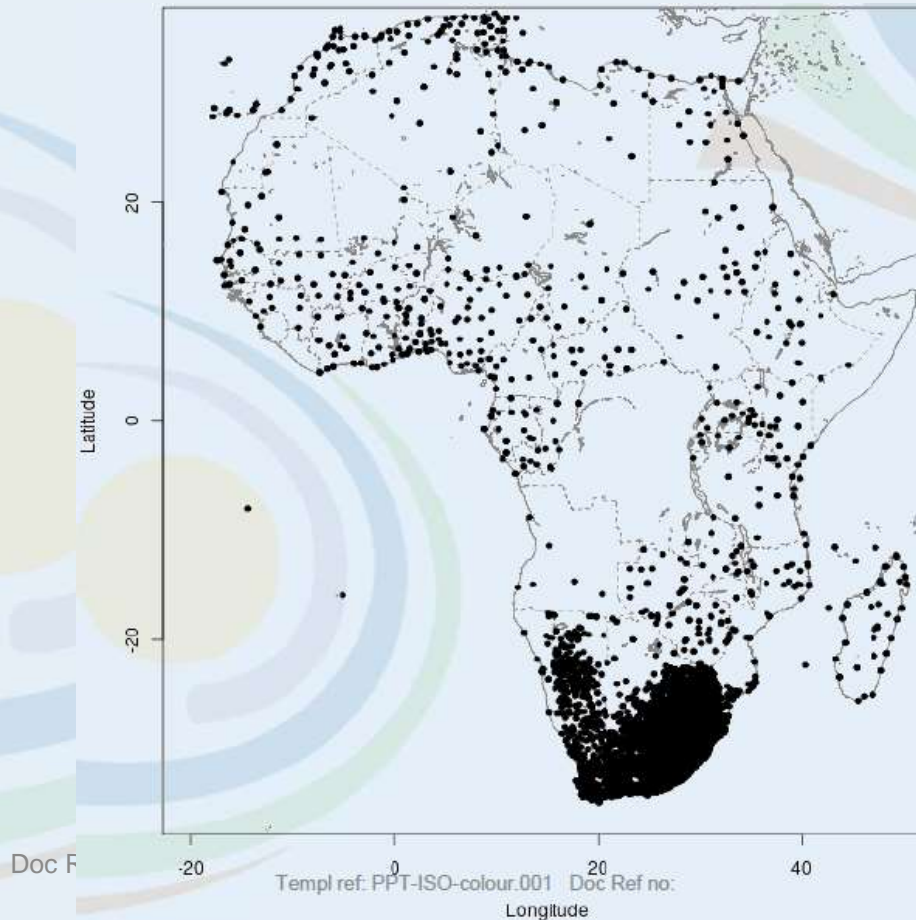 20
0
-20
Latitude
-20 0 20 40
Doc
Templ ref: PPT-ISO-colour.001 Doc Ref no:
Longitude